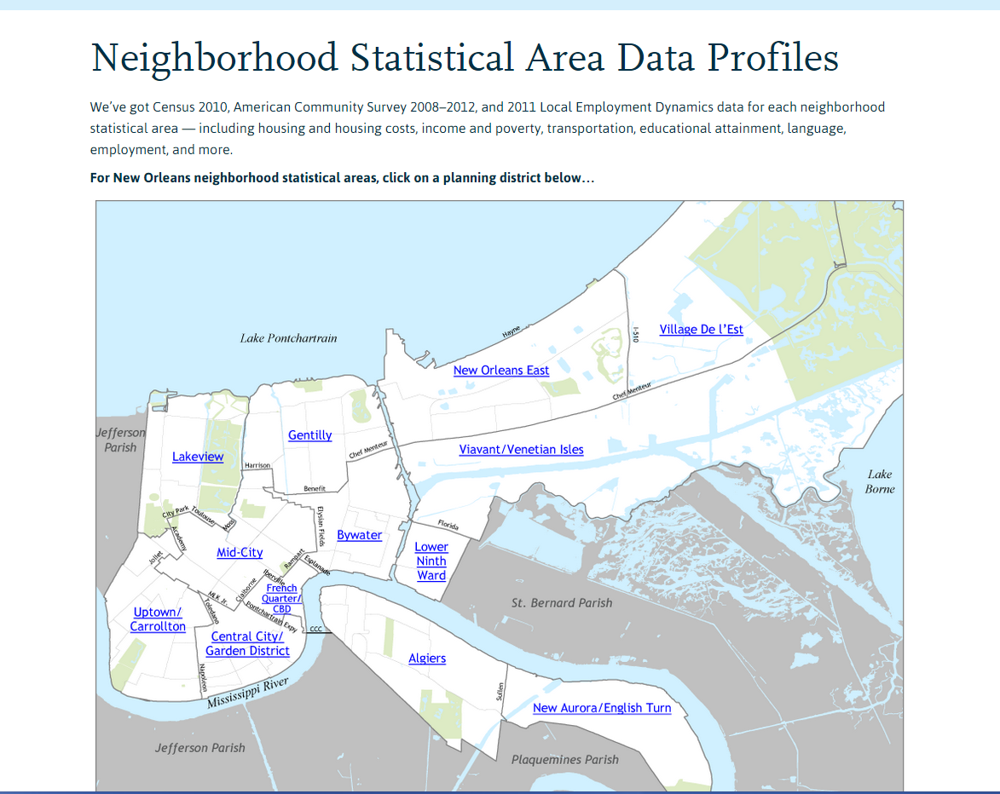 Neighborhood Statistical Area Data Profiles
We've got Census 2010, American Community Survey 2008–2012, and 2011 Local Employment Dynamics data for each neighborhood
statistical area — including housing and housing costs, income and poverty, transportation, educational attainment, language,
employment, and more.
For New Orleans neighborhood statistical areas, click on a planning district below…
Lake Pontchartrain
Hayne
I-510
Village De l'Est
New Orleans East
Chef Menteur
Jefferson
Parish
Gentilly
Chef Menteur
Viavant/Venetian Isles
Lakeview
Harrison
Lake
Borne
Benefit
City Park
Toulouse
Moss
Elysian Fields
Florida
Academy
Bywater
Lower
Ninth
Ward
Mid-City
Jollet
Rampart
Esplanade
Iberville
Claiborne
French
Quarter/
CBD
MLK Jr.
Toledano
Pontchartrain Expy
St. Bernard Parish
Uptown/
Carrollton
CCC
Central City/
Garden District
Algiers
Napoleon
Mississippi River
Sullen
New Aurora/English Turn
Jefferson Parish
Plaquemines Parish